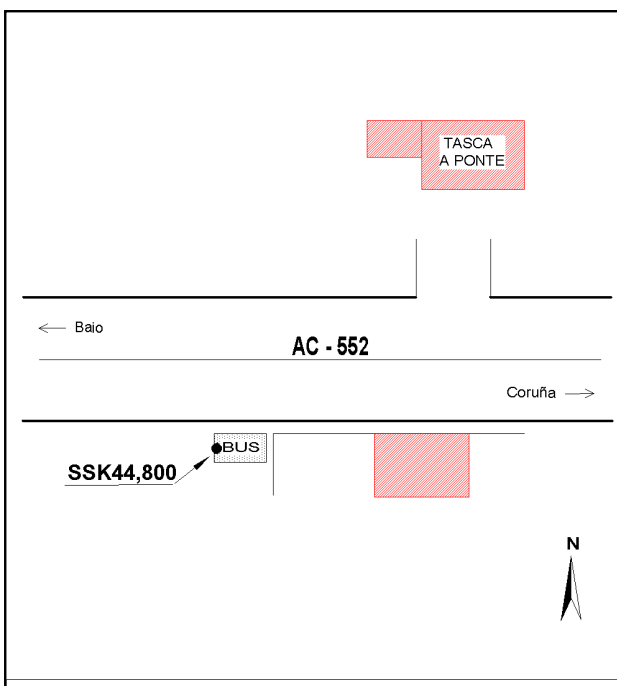 TASCA
A PONTE
Baio
AC - 552
Coruña
BUS
SSK44,800
N